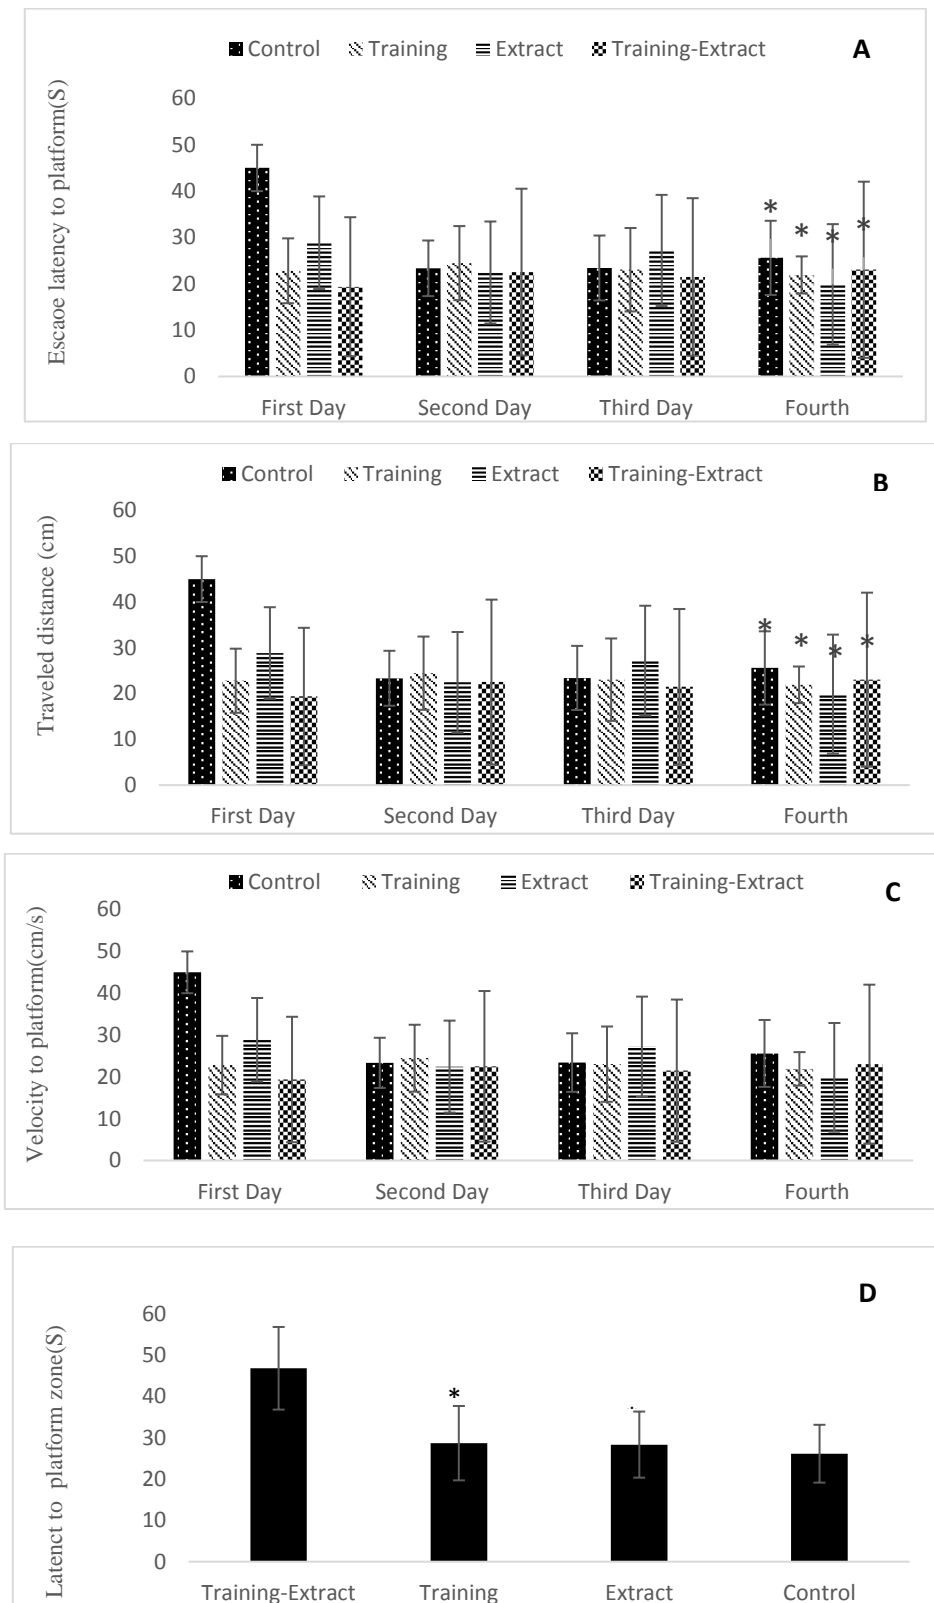 Control Training Extract Training-Extract A
Escaoe latency to platform(S)
60
50
40
30
20
10
0
* * * *
First Day Second Day Third Day Fourth
Control Training Extract Training-Extract B
Traveled distance (cm)
60
50
40
30
20
10
0
* * * *
First Day Second Day Third Day Fourth
Control Training Extract Training-Extract C
Velocity to platform(cm/s)
60
50
40
30
20
10
0
First Day Second Day Third Day Fourth
D
Latenct to platform zone(S)
60
50
40
30
20
10
0
*
Training-Extract Training Extract Control